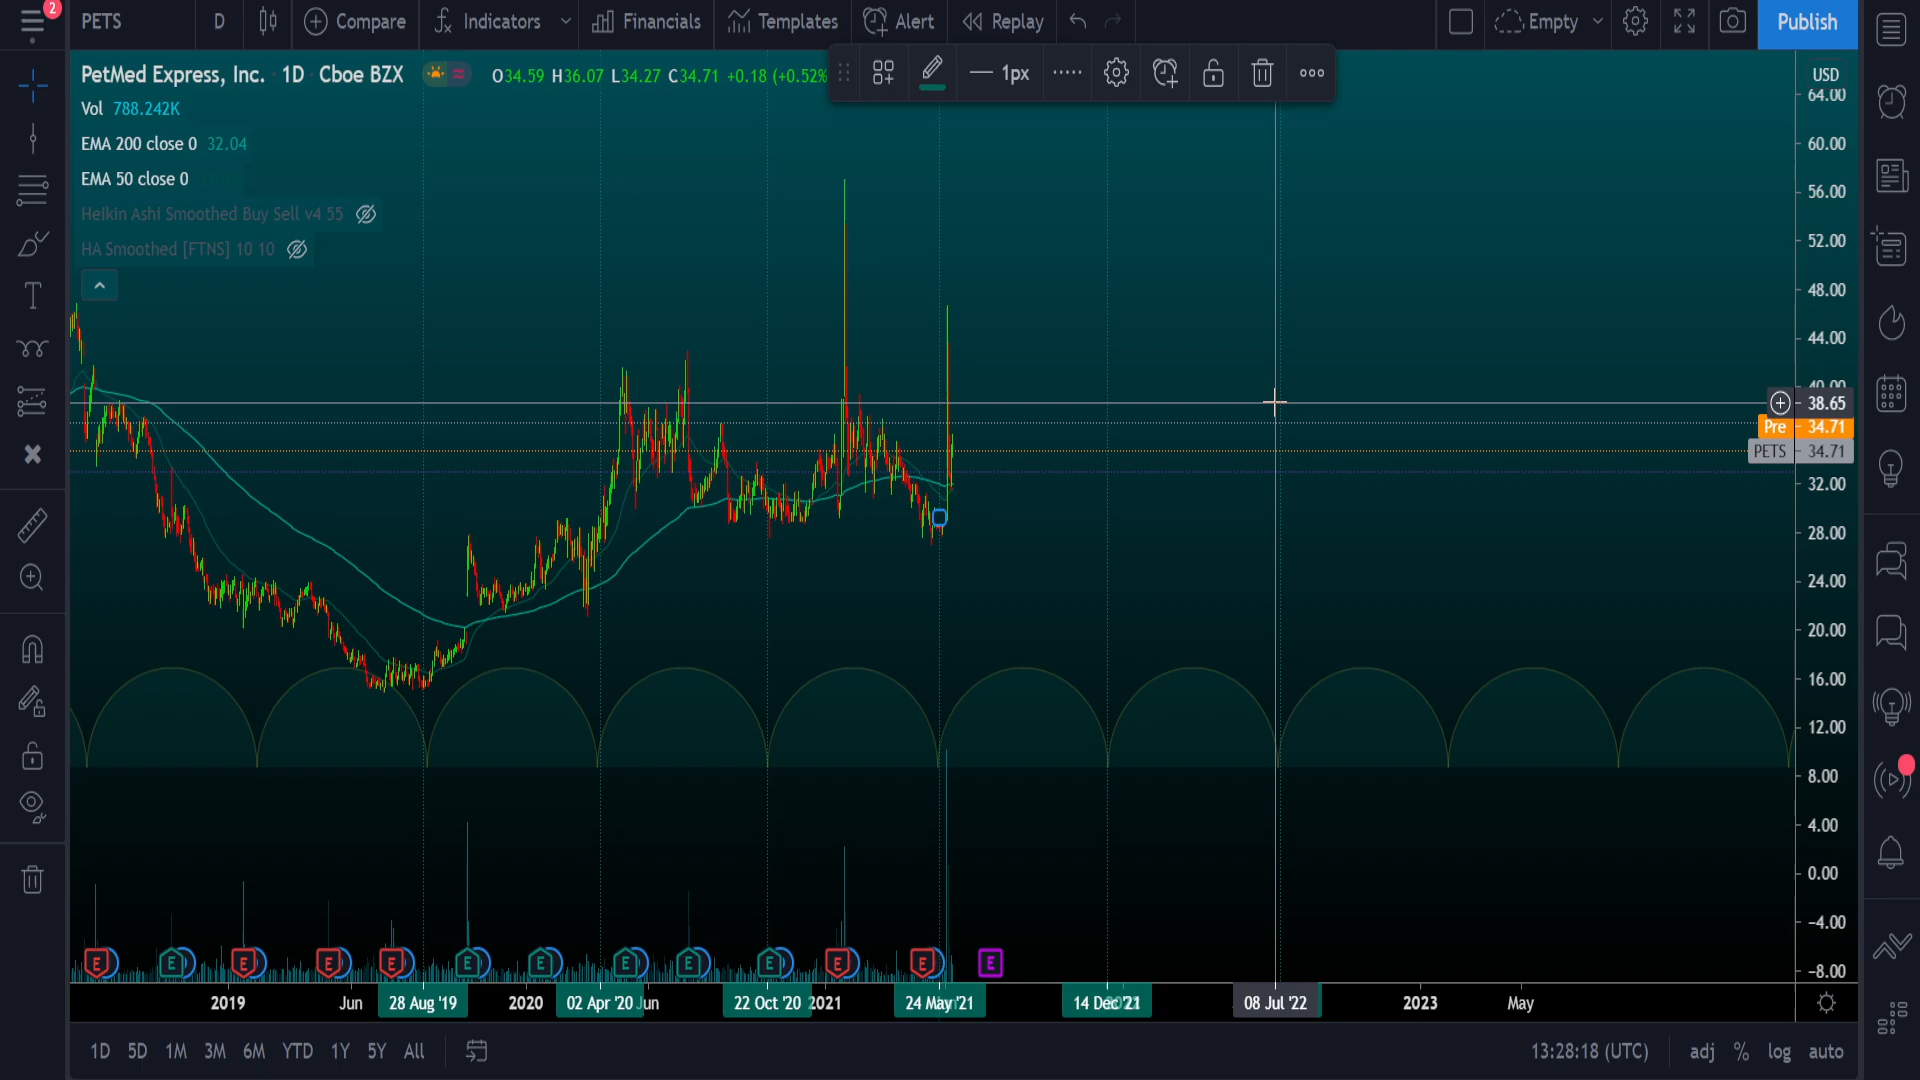 2
PETS D Compare Indicators Financials Templates Alert Replay Empty Publish
PetMed Express, Inc. · 1D · Cboe BZX O34.59 H36.07 L34.27 C34.71 +0.18 (+0.52%
1px
USD
Vol 788.242K
EMA 200 close 0 32.04
EMA 50 close 0
Heikin Ashi Smoothed Buy Sell v4 55
HA Smoothed [FTNS] 10 10
64.00
60.00
56.00
52.00
48.00
44.00
40.00
38.65
Pre 34.71
PETS 34.71
32.00
28.00
24.00
20.00
16.00
12.00
8.00
4.00
0.00
−4.00
−8.00
E E E E E E E E E E E E E
2019 Jun 28 Aug '19 2020 02 Apr '20 Jun 22 Oct '20 2021 24 May '21 14 Dec '21 08 Jul '22 2023 May
1D 5D 1M 3M 6M YTD 1Y 5Y All 13:28:18 (UTC) adj % log auto